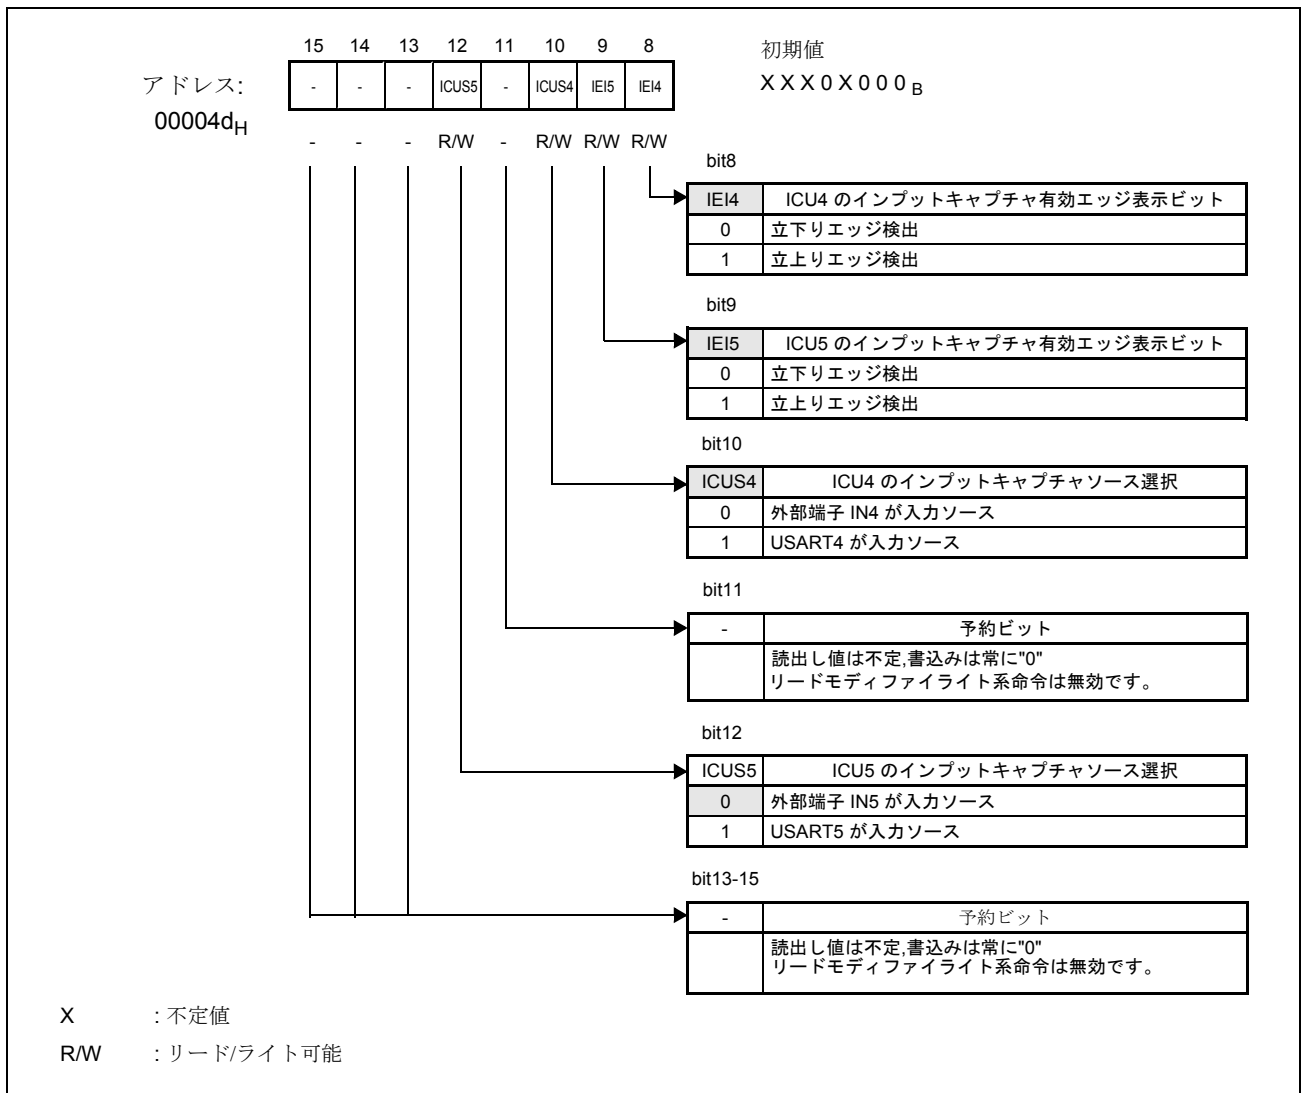 15 14 13 12 11 10 9 8
初期値
アドレス:
- - - ICUS5 - ICUS4 IEI5 IEI4
X X X 0 X 0 0 0 B
00004dH
- - - R/W - R/W R/W R/W
bit8
IEI4 ICU4 のインプットキャプチャ有効エッジ表示ビット
0 立下りエッジ検出
1 立上りエッジ検出
bit9
IEI5 ICU5 のインプットキャプチャ有効エッジ表示ビット
0 立下りエッジ検出
1 立上りエッジ検出
bit10
ICUS4 ICU4 のインプットキャプチャソース選択
0 外部端子 IN4 が入力ソース
1 USART4 が入力ソース
bit11
- 予約ビット
読出し値は不定,書込みは常に"0"
リードモディファイライト系命令は無効です。
bit12
ICUS5 ICU5 のインプットキャプチャソース選択
0 外部端子 IN5 が入力ソース
1 USART5 が入力ソース
bit13-15
- 予約ビット
読出し値は不定,書込みは常に"0"
リードモディファイライト系命令は無効です。
X : 不定値
R/W : リード/ライト可能